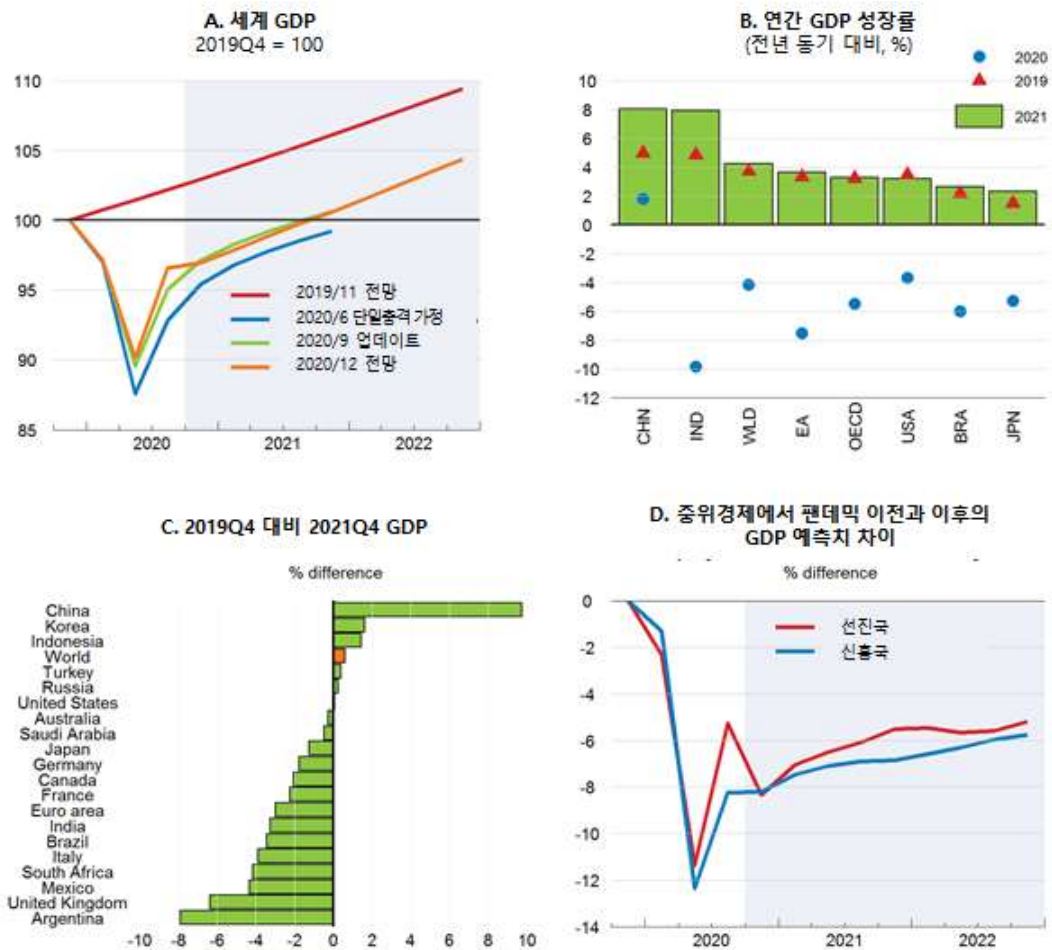 A. 세계 GDP
2019Q4 = 100
110
105
100
95
90
85
2019/11 전망
2020/6 단일충격가정
2020/9 업데이트
2020/12 전망
2020
2021
2022
B. 연간 GDP 성장률
(전년 동기 대비, %)
2020
2019
2021
10
8
6
4
2
0
-2
-4
-6
-8
-10
-12
CHN
IND
WLD
EA
OECD
USA
BRA
JPN
C. 2019Q4 대비 2021Q4 GDP
% difference
China
Korea
Indonesia
World
Turkey
Russia
United States
Australia
Saudi Arabia
Japan
Germany
Canada
France
Euro area
India
Brazil
Italy
South Africa
Mexico
United Kingdom
Argentina
-10 -8 -6 -4 -2 0 2 4 6 8 10
D. 중위경제에서 팬데믹 이전과 이후의
GDP 예측치 차이
% difference
0
-2
-4
-6
-8
-10
-12
-14
선진국
신흥국
2020
2021
2022